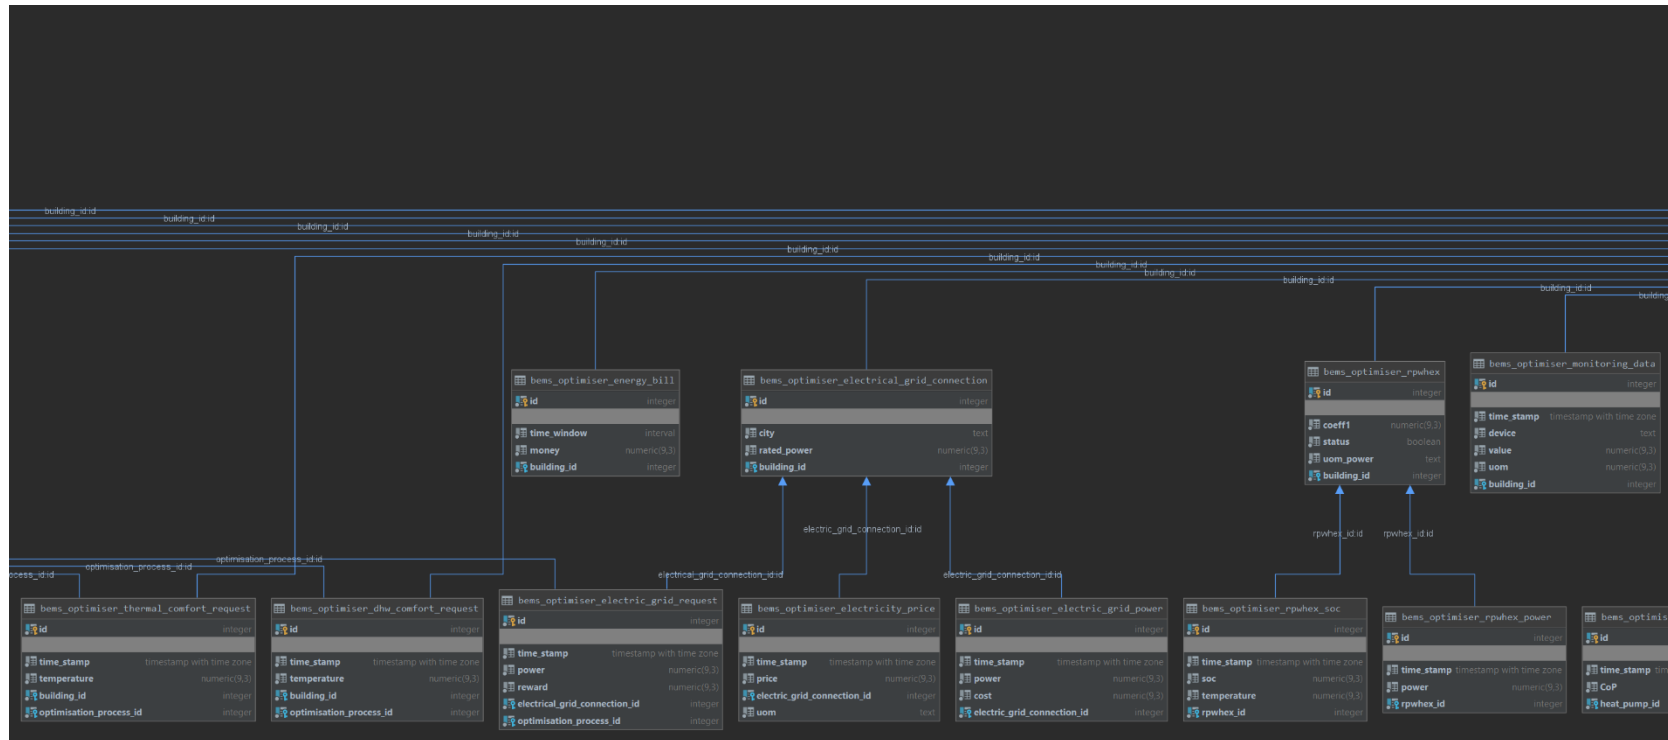 building_id:id
building_id:id
building_id:id
building_id:id
building_id:id
building_id:id
building_id:id
building_id:id
building_id:id
building_id:id
building_id:id
building
bems_optimiser_energy_bill
id integer
time_window interval
money numeric(9,3)
building_id integer
bems_optimiser_electrical_grid_connection
id integer
city text
rated_power numeric(9,3)
building_id integer
bems_optimiser_rpwhex
id integer
coeff1 numeric(9,3)
status boolean
uom_power text
building_id integer
bems_optimiser_monitoring_data
id integer
time_stamp timestamp with time zone
device text
value numeric(9,3)
uom numeric(9,3)
building_id integer
electric_grid_connection_id:id
rpwhex_id:id
rpwhex_id:id
optimisation_process_id:id
optimisation_process_id:id
ocess_id:id
electrical_grid_connection_id:id
electric_grid_connection_id:id
bems_optimiser_thermal_comfort_request
id integer
time_stamp timestamp with time zone
temperature numeric(9,3)
building_id integer
optimisation_process_id integer
bems_optimiser_dhw_comfort_request
id integer
time_stamp timestamp with time zone
temperature numeric(9,3)
building_id integer
optimisation_process_id integer
bems_optimiser_electric_grid_request
id integer
time_stamp timestamp with time zone
power numeric(9,3)
reward numeric(9,3)
electrical_grid_connection_id integer
optimisation_process_id integer
bems_optimiser_electricity_price
id integer
time_stamp timestamp with time zone
price numeric(9,3)
electric_grid_connection_id integer
uom text
bems_optimiser_electric_grid_power
id integer
time_stamp timestamp with time zone
power numeric(9,3)
cost numeric(9,3)
electric_grid_connection_id integer
bems_optimiser_rpwhex_soc
id integer
time_stamp timestamp with time zone
soc numeric(9,3)
temperature numeric(9,3)
rpwhex_id integer
bems_optimiser_rpwhex_power
id integer
time_stamp timestamp with time zone
power numeric(9,3)
rpwhex_id integer
bems_optimis
id
time_stamp tim
CoP
heat_pump_id